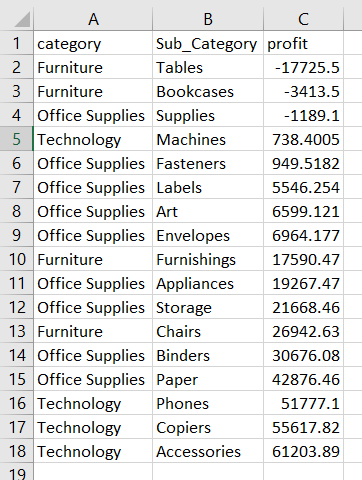 A B C
1 category Sub_Category profit
2 Furniture Tables -17725.5
3 Furniture Bookcases -3413.5
4 Office Supplies Supplies -1189.1
5 Technology Machines 738.4005
6 Office Supplies Fasteners 949.5182
7 Office Supplies Labels 5546.254
8 Office Supplies Art 6599.121
9 Office Supplies Envelopes 6964.177
10 Furniture Furnishings 17590.47
11 Office Supplies Appliances 19267.47
12 Office Supplies Storage 21668.46
13 Furniture Chairs 26942.63
14 Office Supplies Binders 30676.08
15 Office Supplies Paper 42876.46
16 Technology Phones 51777.1
17 Technology Copiers 55617.82
18 Technology Accessories 61203.89
19